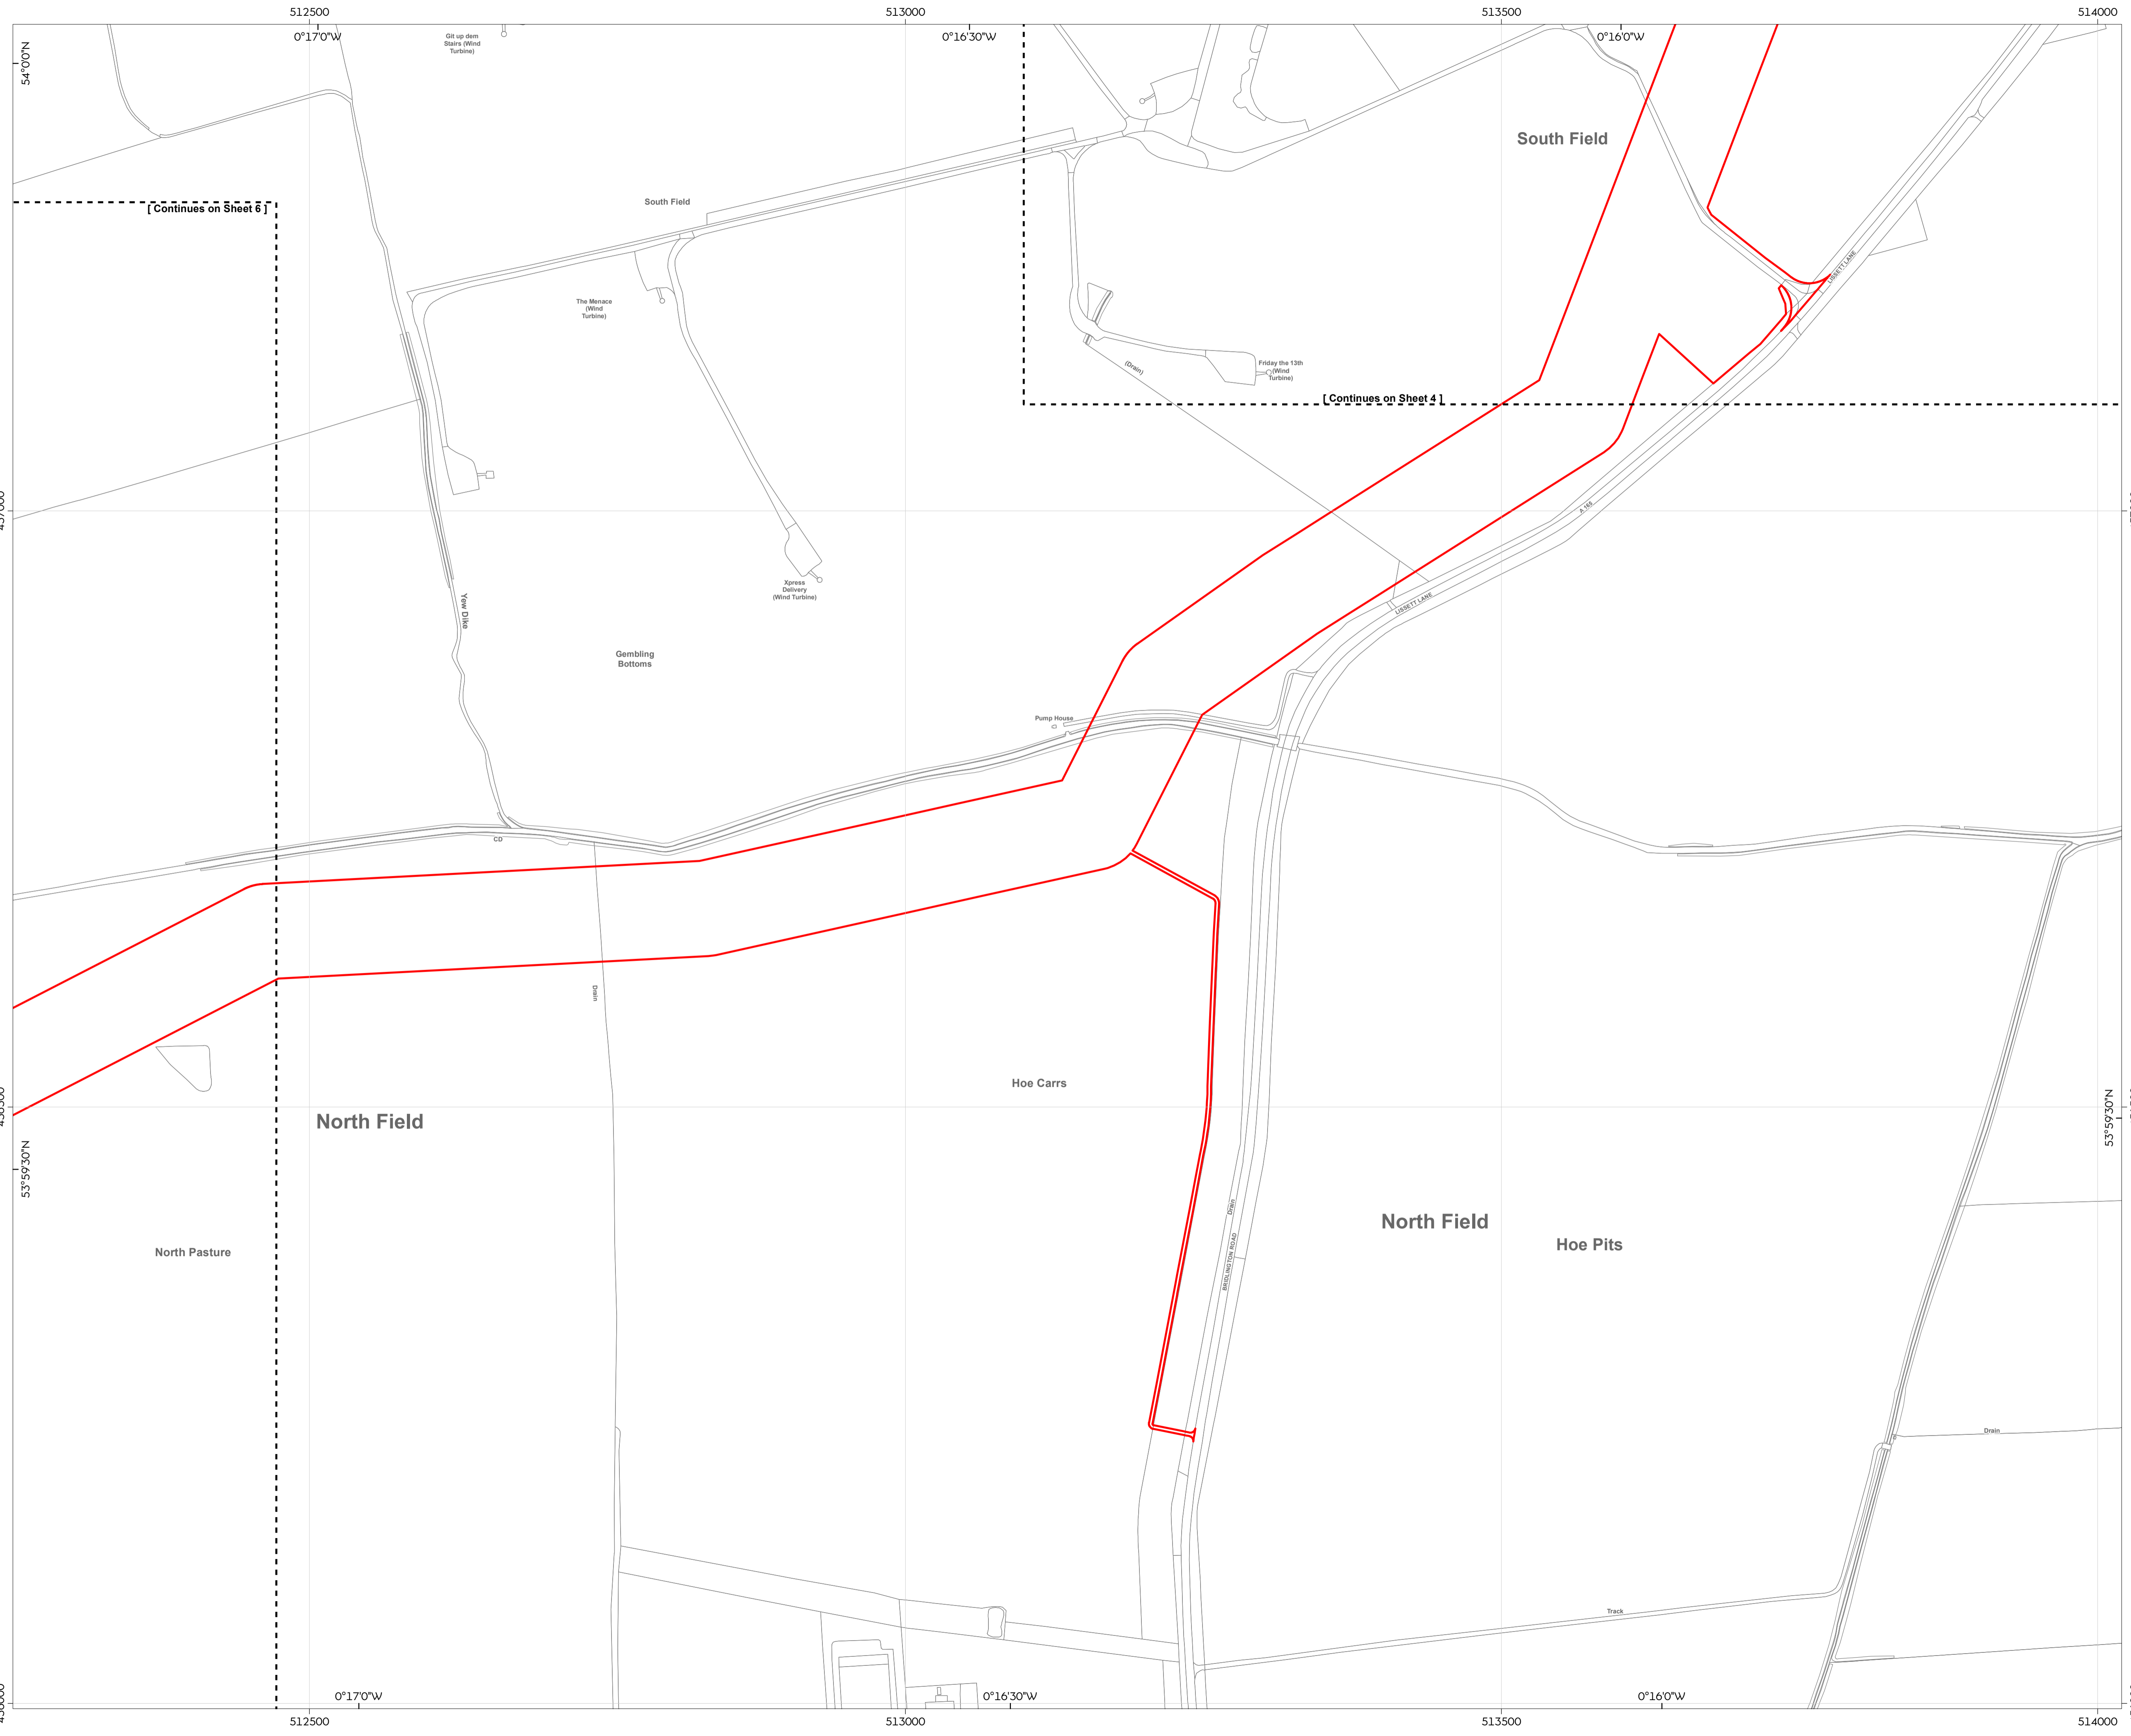 512500
513000
513500
514000
0°17'0"W
0°16'30"W
0°16'0"W
54°0'0"N
Git up dem
Stairs (Wind
Turbine)
South Field
[ Continues on Sheet 6 ]
South Field
LISSETT LANE
The Menace
(Wind
Turbine)
(Drain)
Friday the 13th
(Wind
Turbine)
[ Continues on Sheet 4 ]
A 165
Xpress
Delivery
(Wind Turbine)
Yew Dike
LISSETT LANE
Gembling
Bottoms
Pump House
CD
Drain
Hoe Carrs
North Field
53°59'30"N
53°59'30"N
Drain
North Field
BRIDLINGTON ROAD
Hoe Pits
North Pasture
Drain
Track
0°17'0"W
0°16'30"W
0°16'0"W
512500
513000
513500
514000